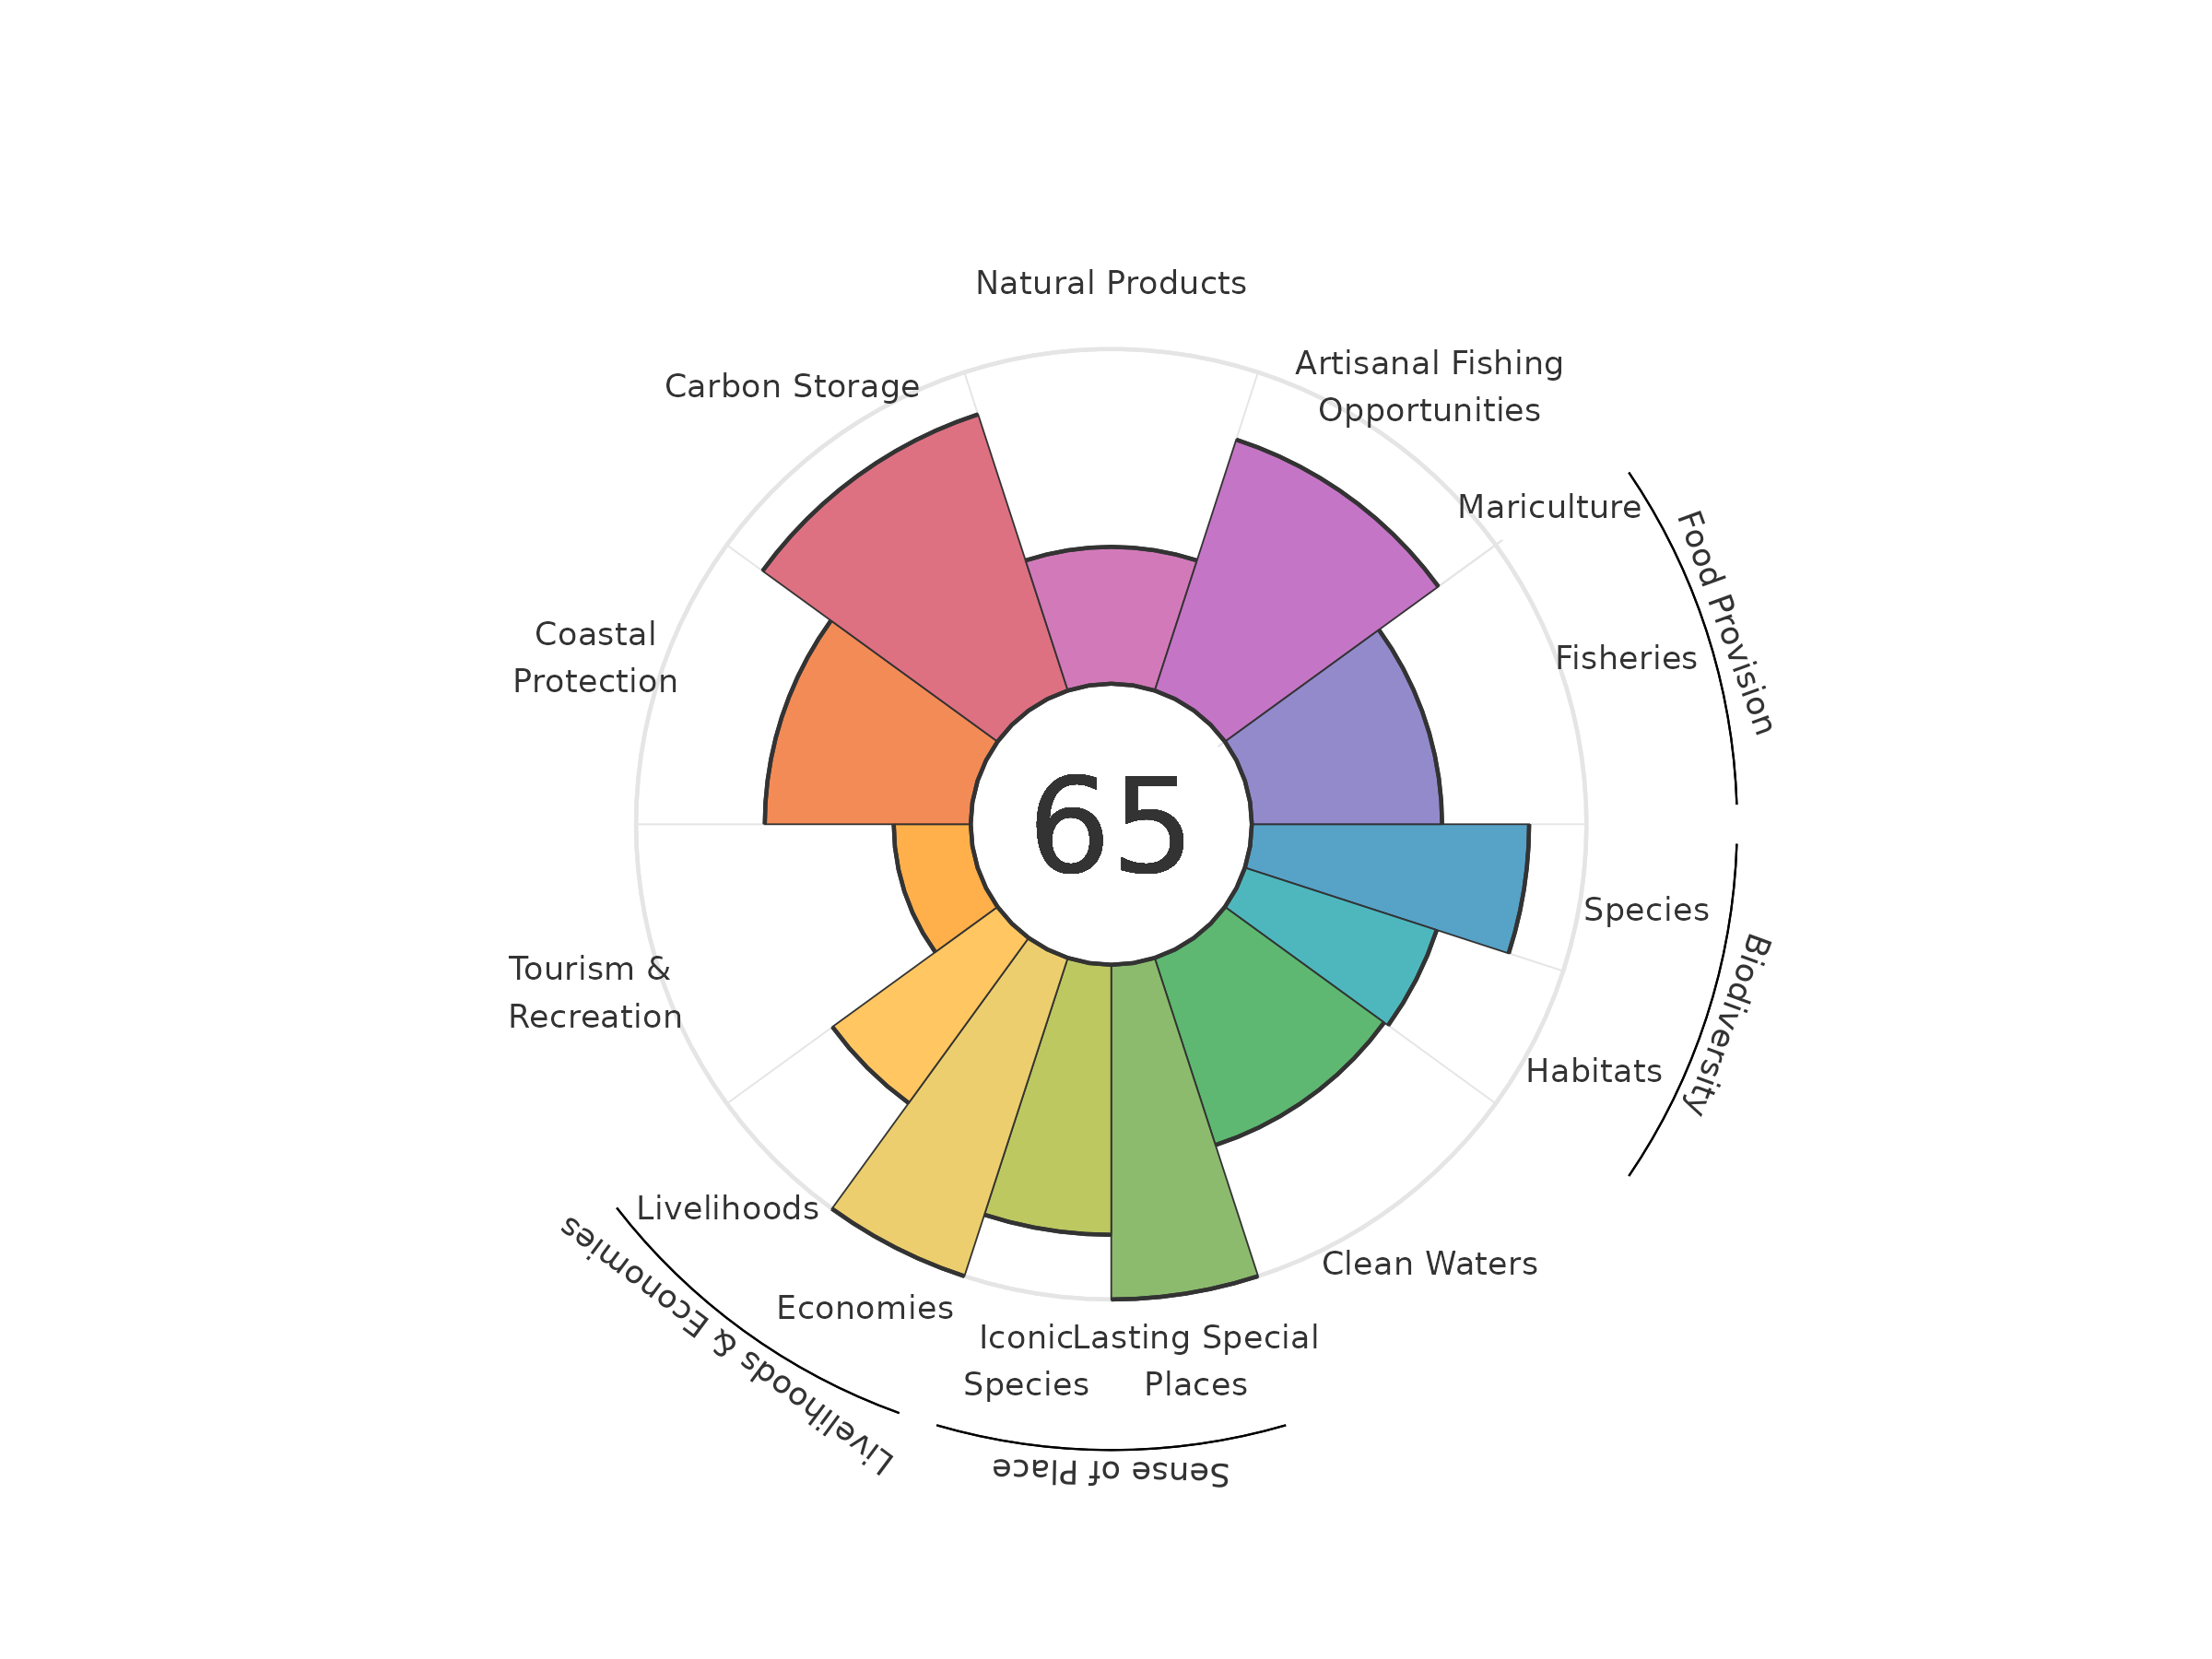 Natural Products
Artisanal Fishing
Opportunities
Carbon Storage
Mariculture
Food Provision
Coastal
Protection
Fisheries
65
Species
Biodiversity
Tourism &
Recreation
Habitats
Livelihoods
Clean Waters
Economies
Livelihoods & Economies
Iconic
Species
Lasting Special
Places
Sense of Place